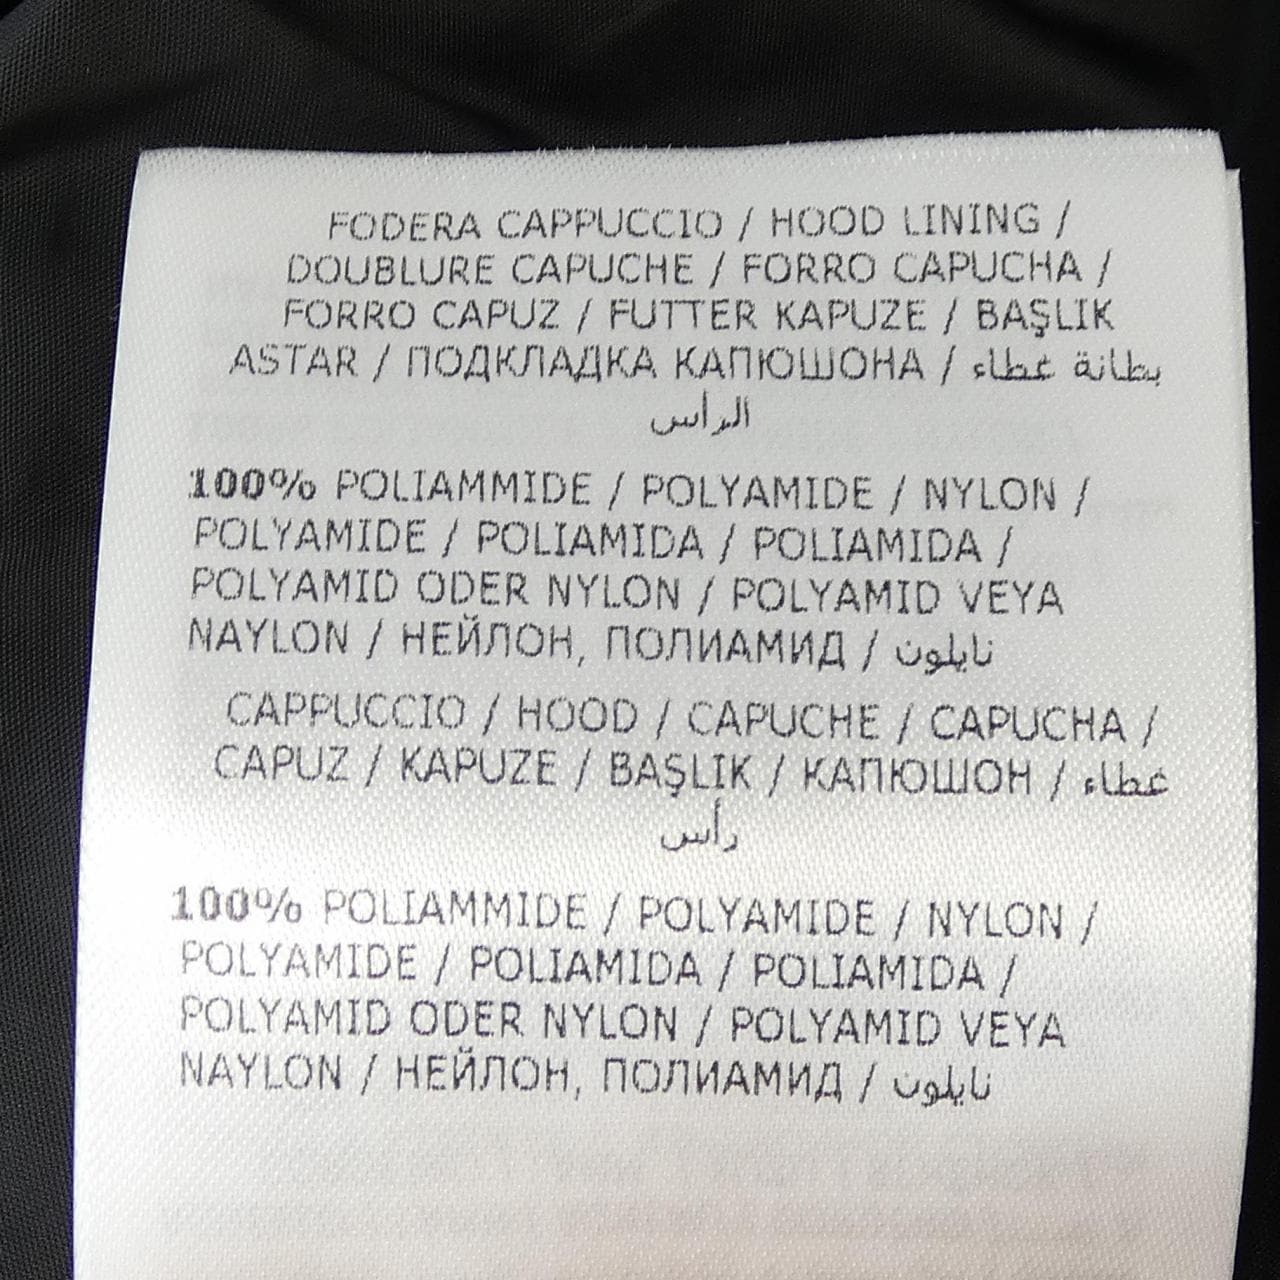 FODERA CAPPUCCIO / HOOD LINING /
DOUBLURE CAPUCHE / FORRO CAPUCHA /
FORRO CAPUZ / FUTTER KAPUZE / BAŞLIK
ASTAR / ПОДКЛАДКА КАПЮШОНА / بطانة غطاء
الرأس
100% POLIAMMIDE / POLYAMIDE / NYLON /
POLYAMIDE / POLIAMIDA / POLIAMIDA /
POLYAMID ODER NYLON / POLYAMID VEYA
NAYLON / НЕЙЛОН, ПОЛИАМИД / نايلون
CAPPUCCIO / HOOD / CAPUCHE / CAPUCHA /
CAPUZ / KAPUZE / BAŞLIK / КАПЮШОН / غطاء
رأس
100% POLIAMMIDE / POLYAMIDE / NYLON /
POLYAMIDE / POLIAMIDA / POLIAMIDA /
POLYAMID ODER NYLON / POLYAMID VEYA
NAYLON / НЕЙЛОН, ПОЛИАМИД / نايلون